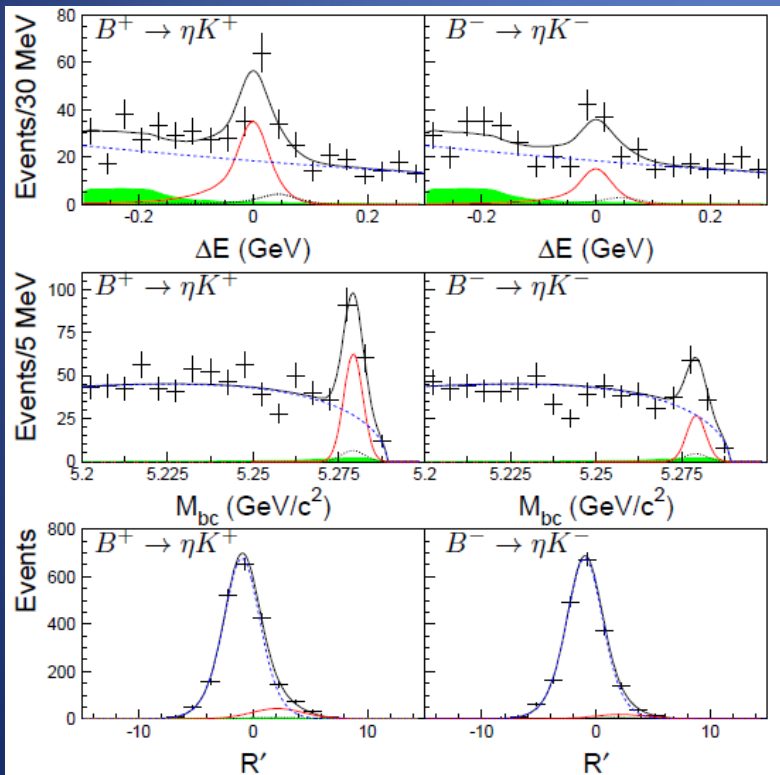 B⁺ → ηK⁺
B⁻ → ηK⁻
Events/30 MeV
80
60
40
20
0
-0.2 0 0.2
-0.2 0 0.2
ΔE (GeV)
ΔE (GeV)
B⁺ → ηK⁺
B⁻ → ηK⁻
Events/5 MeV
100
75
50
25
0
5.2 5.225 5.25 5.275
5.2 5.225 5.25 5.275
M_bc (GeV/c²)
M_bc (GeV/c²)
B⁺ → ηK⁺
B⁻ → ηK⁻
Events
800
600
400
200
0
-10 0 10
-10 0 10
R′
R′